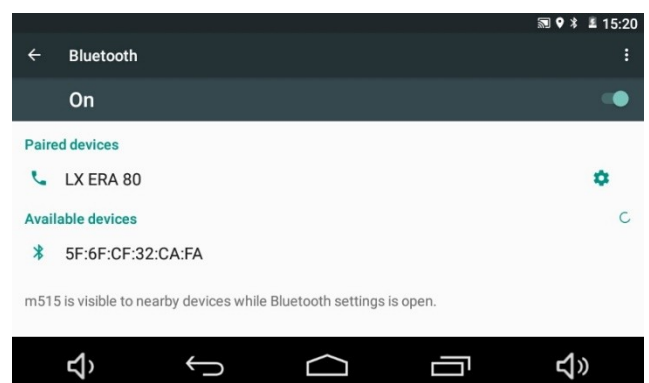 15:20
Bluetooth
On
Paired devices
LX ERA 80
Available devices
5F:6F:CF:32:CA:FA
m515 is visible to nearby devices while Bluetooth settings is open.